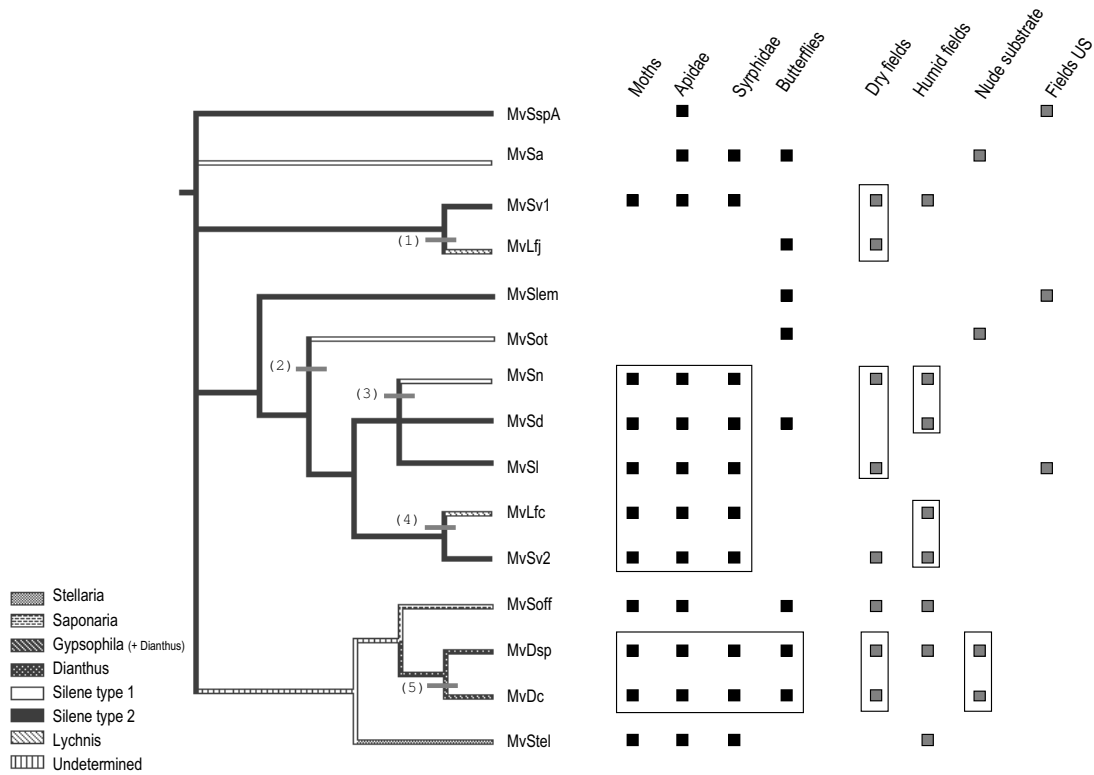 Moths Apidae Syrphidae Butterflies Dry fields Humid fields Nude substrate Fields US
MvSspA
MvSa
MvSv1
(1)
MvLfj
MvSlem
MvSot
(2)
MvSn
(3)
MvSd
MvSl
MvLfc
(4)
MvSv2
MvSoff
MvDsp
(5)
MvDc
MvStel
Stellaria
Saponaria
Gypsophila (+ Dianthus)
Dianthus
Silene type 1
Silene type 2
Lychnis
Undetermined